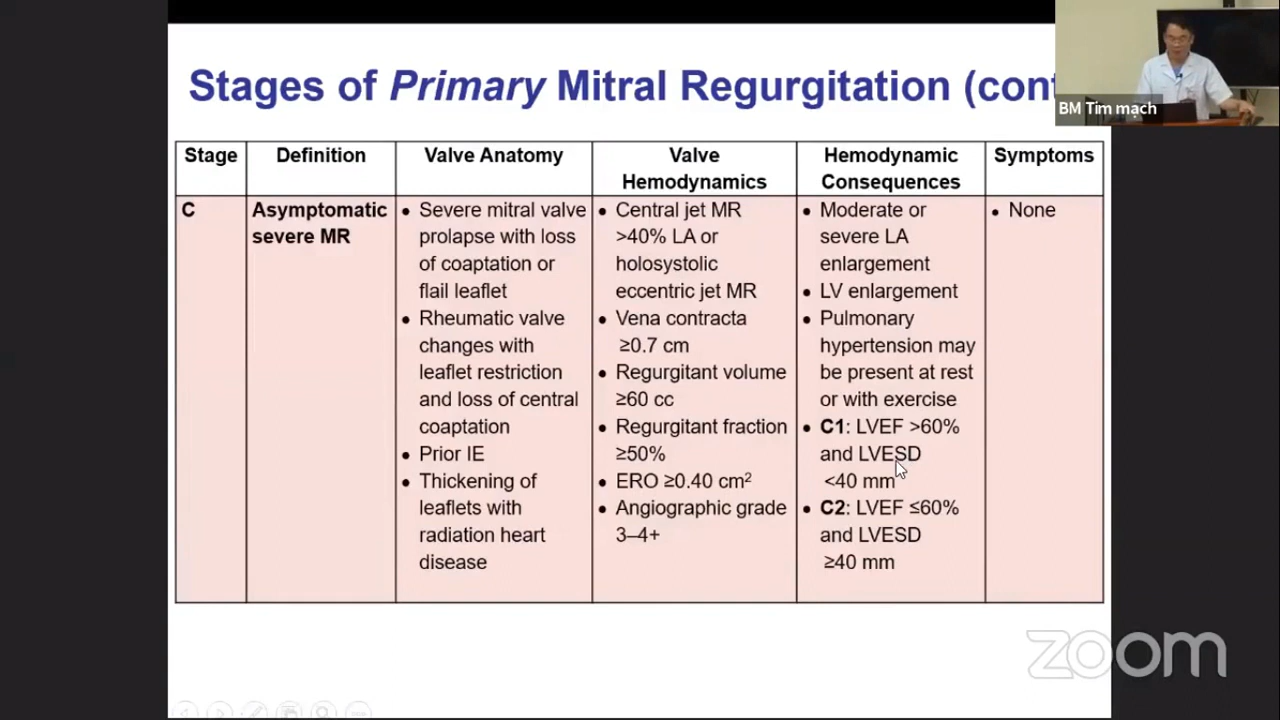 Stages of Primary Mitral Regurgitation (con
BM Tim mạch
Stage
Definition
Valve Anatomy
Valve
Hemodynamics
Hemodynamic
Consequences
Symptoms
C
Asymptomatic
severe MR
• Severe mitral valve
prolapse with loss
of coaptation or
flail leaflet
• Rheumatic valve
changes with
leaflet restriction
and loss of central
coaptation
• Prior IE
• Thickening of
leaflets with
radiation heart
disease
• Central jet MR
>40% LA or
holosystolic
eccentric jet MR
• Vena contracta
≥0.7 cm
• Regurgitant volume
≥60 cc
• Regurgitant fraction
≥50%
• ERO ≥0.40 cm²
• Angiographic grade
3–4+
• Moderate or
severe LA
enlargement
• LV enlargement
• Pulmonary
hypertension may
be present at rest
or with exercise
• C1: LVEF >60%
and LVESD
<40 mm
• C2: LVEF ≤60%
and LVESD
≥40 mm
• None
zoom